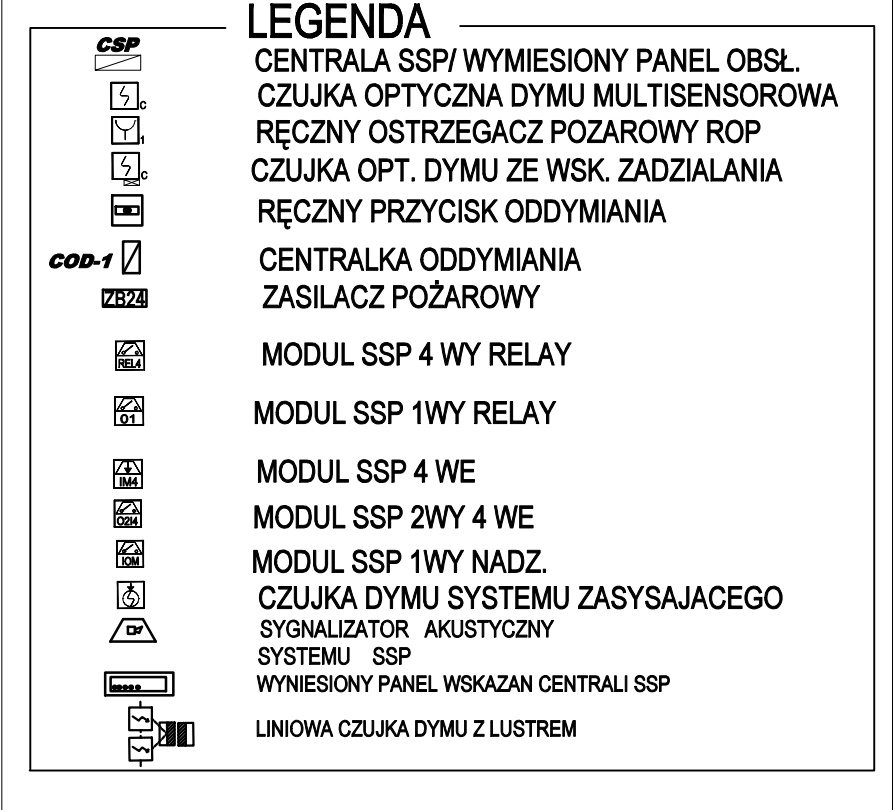 LEGENDA
CSP CENTRALA SSP/ WYMIESIONY PANEL OBSŁ.
C CZUJKA OPTYCZNA DYMU MULTISENSOROWA
1 RĘCZNY OSTRZEGACZ POZAROWY ROP
C CZUJKA OPT. DYMU ZE WSK. ZADZIALANIA
RĘCZNY PRZYCISK ODDYMIANIA
COD-1 CENTRALKA ODDYMIANIA
ZB24 ZASILACZ POŻAROWY
REL4 MODUL SSP 4 WY RELAY
O1 MODUL SSP 1WY RELAY
IM4 MODUL SSP 4 WE
O2I4 MODUL SSP 2WY 4 WE
IOM MODUL SSP 1WY NADZ.
CZUJKA DYMU SYSTEMU ZASYSAJACEGO
SYGNALIZATOR AKUSTYCZNY
SYSTEMU SSP
WYNIESIONY PANEL WSKAZAN CENTRALI SSP
LINIOWA CZUJKA DYMU Z LUSTREM